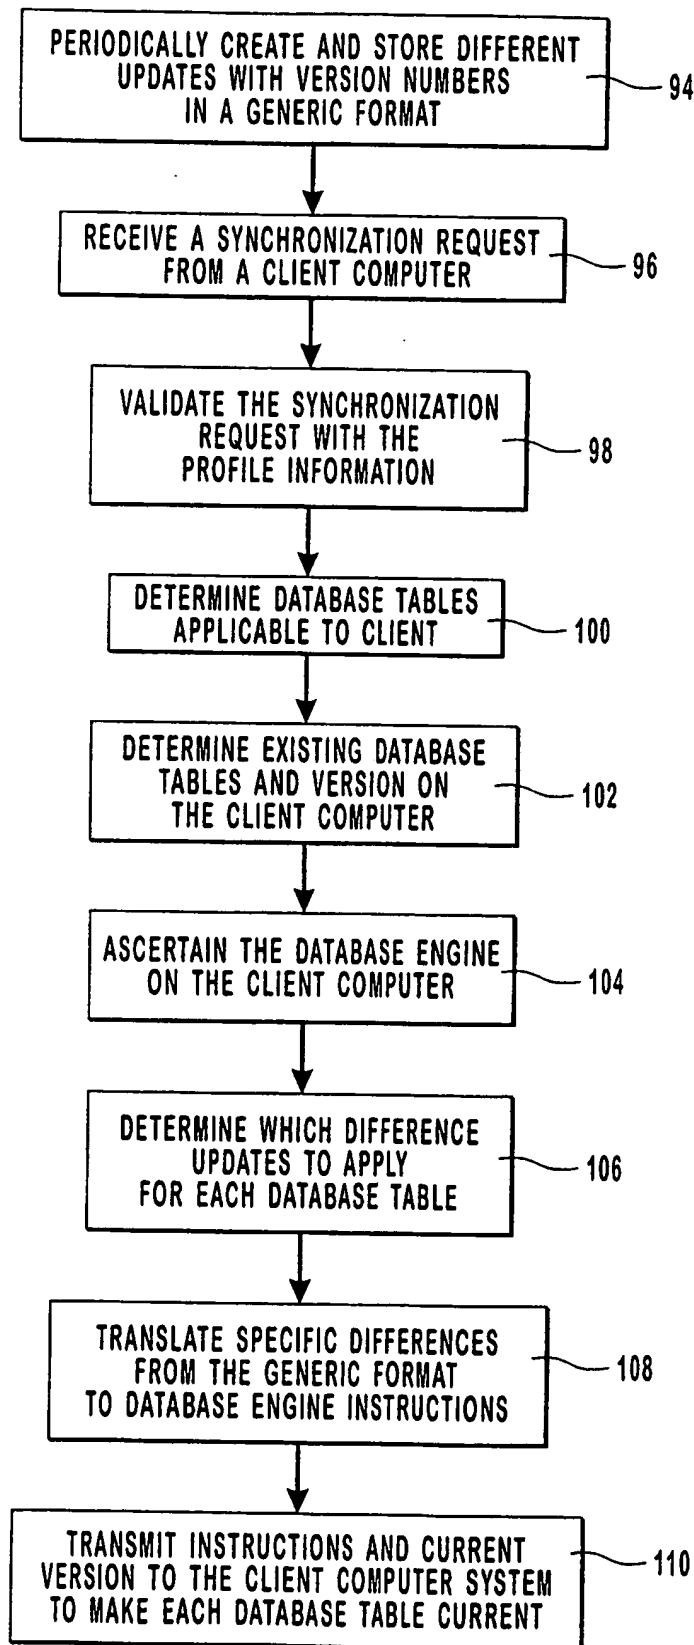 PERIODICALLY CREATE AND STORE DIFFERENT
UPDATES WITH VERSION NUMBERS
IN A GENERIC FORMAT
94
RECEIVE A SYNCHRONIZATION REQUEST
FROM A CLIENT COMPUTER
96
VALIDATE THE SYNCHRONIZATION
REQUEST WITH THE
PROFILE INFORMATION
98
DETERMINE DATABASE TABLES
APPLICABLE TO CLIENT
100
DETERMINE EXISTING DATABASE
TABLES AND VERSION ON
THE CLIENT COMPUTER
102
ASCERTAIN THE DATABASE ENGINE
ON THE CLIENT COMPUTER
104
DETERMINE WHICH DIFFERENCE
UPDATES TO APPLY
FOR EACH DATABASE TABLE
106
TRANSLATE SPECIFIC DIFFERENCES
FROM THE GENERIC FORMAT
TO DATABASE ENGINE INSTRUCTIONS
108
TRANSMIT INSTRUCTIONS AND CURRENT
VERSION TO THE CLIENT COMPUTER SYSTEM
TO MAKE EACH DATABASE TABLE CURRENT
110